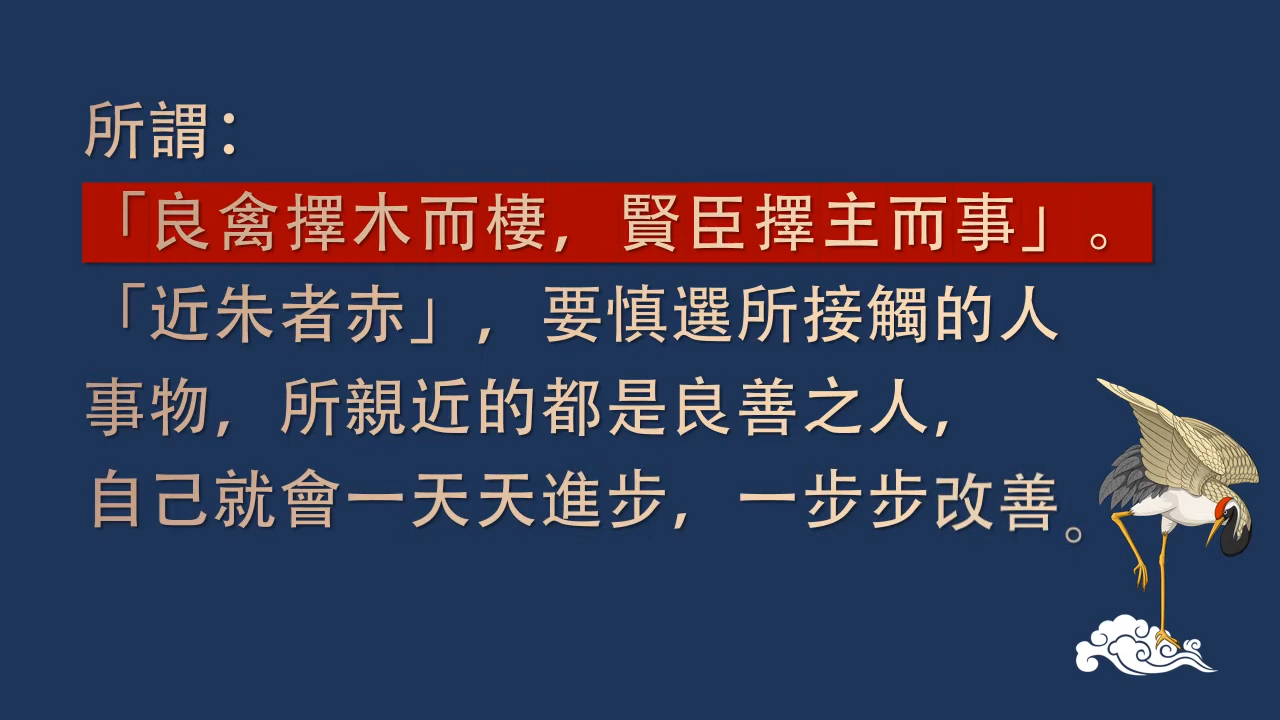 所謂：
「良禽擇木而棲，賢臣擇主而事」。
「近朱者赤」，要慎選所接觸的人
事物，所親近的都是良善之人，
自己就會一天天進步，一步步改善。